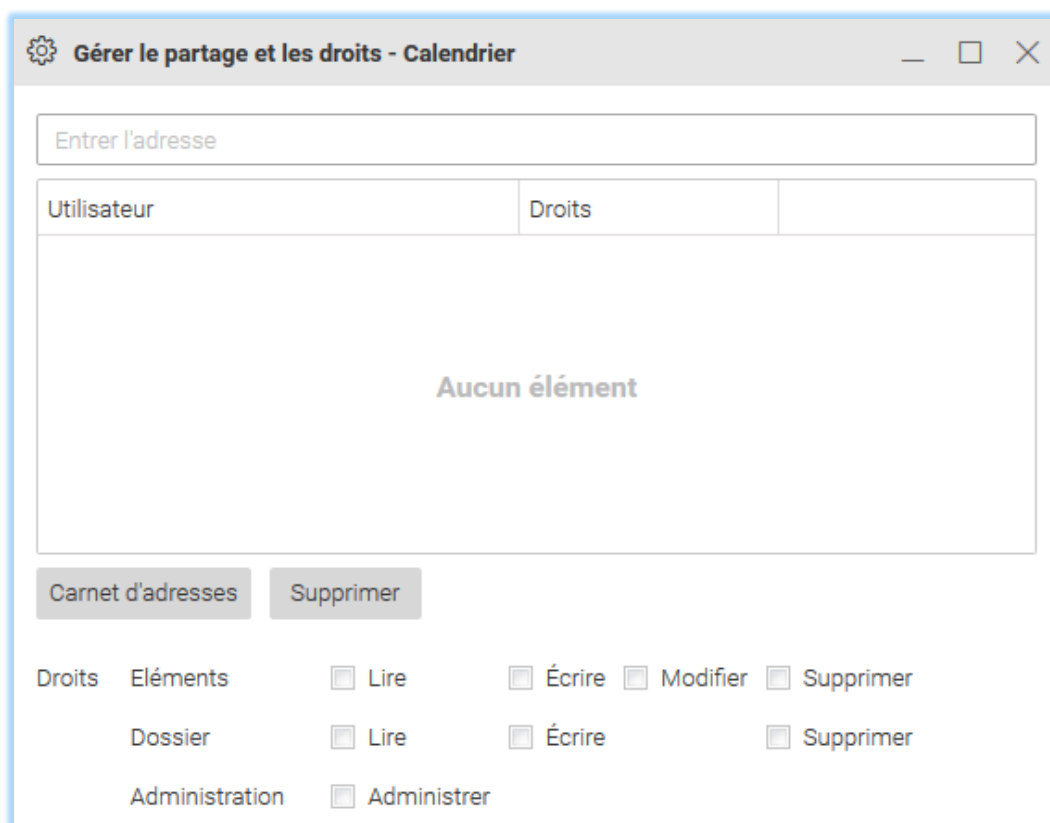 Gérer le partage et les droits - Calendrier
Entrer l'adresse
Utilisateur Droits
Aucun élément
Carnet d'adresses Supprimer
Droits Eléments Lire Écrire Modifier Supprimer
Dossier Lire Écrire Supprimer
Administration Administrer